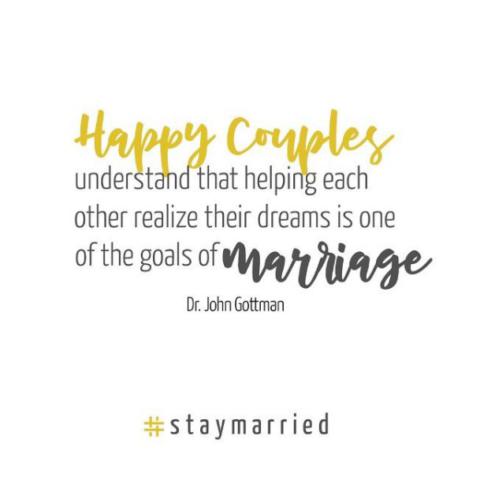 Happy Couples
understand that helping each
other realize their dreams is one
of the goals of marriage
Dr. John Gottman
#staymarried